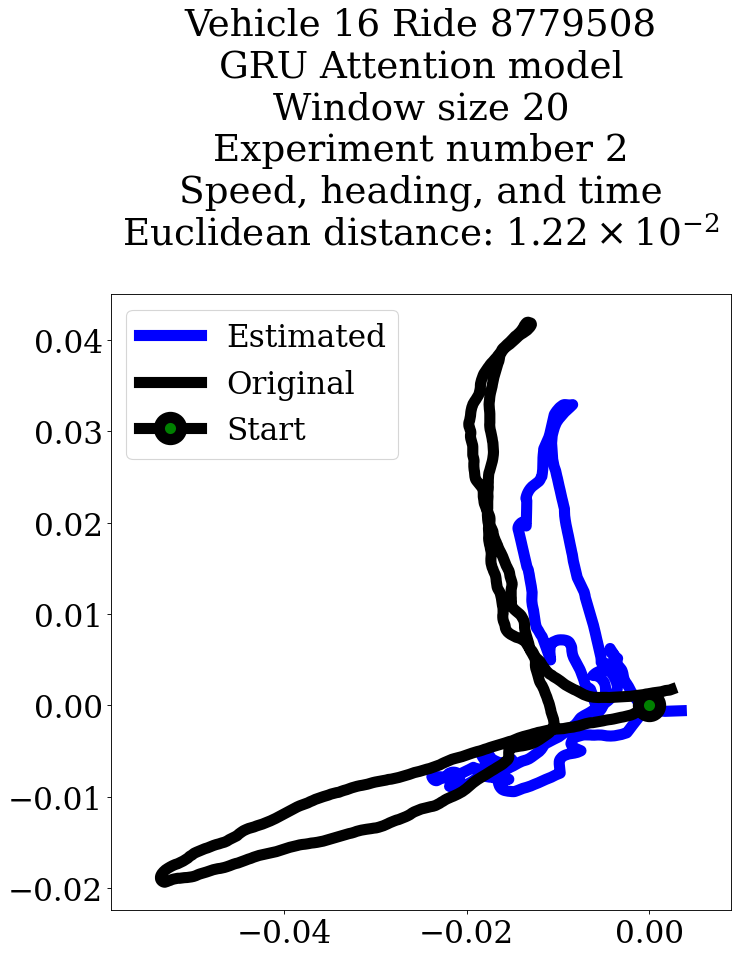 Vehicle 16 Ride 8779508
GRU Attention model
Window size 20
Experiment number 2
Speed, heading, and time
Euclidean distance: 1.22 × 10⁻²
Estimated
Original
Start
0.04
0.03
0.02
0.01
0.00
−0.01
−0.02
−0.04
−0.02
0.00